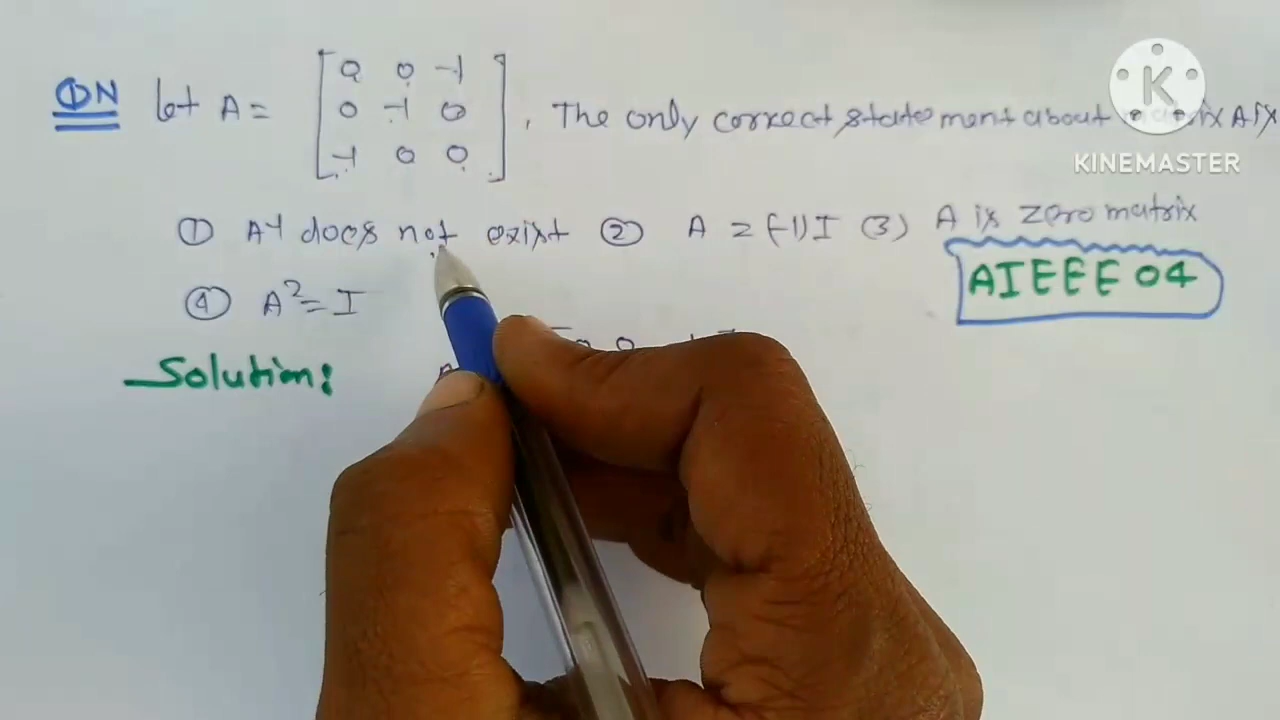 QN let A = [ 0 0 -1
0 -1 0
-1 0 0 ] , The only correct statement about matrix A is
KINEMASTER
① A-1 does not exist ② A = (-1)I (3) A is zero matrix
④ A² = I
AIEEE 04
Solution: